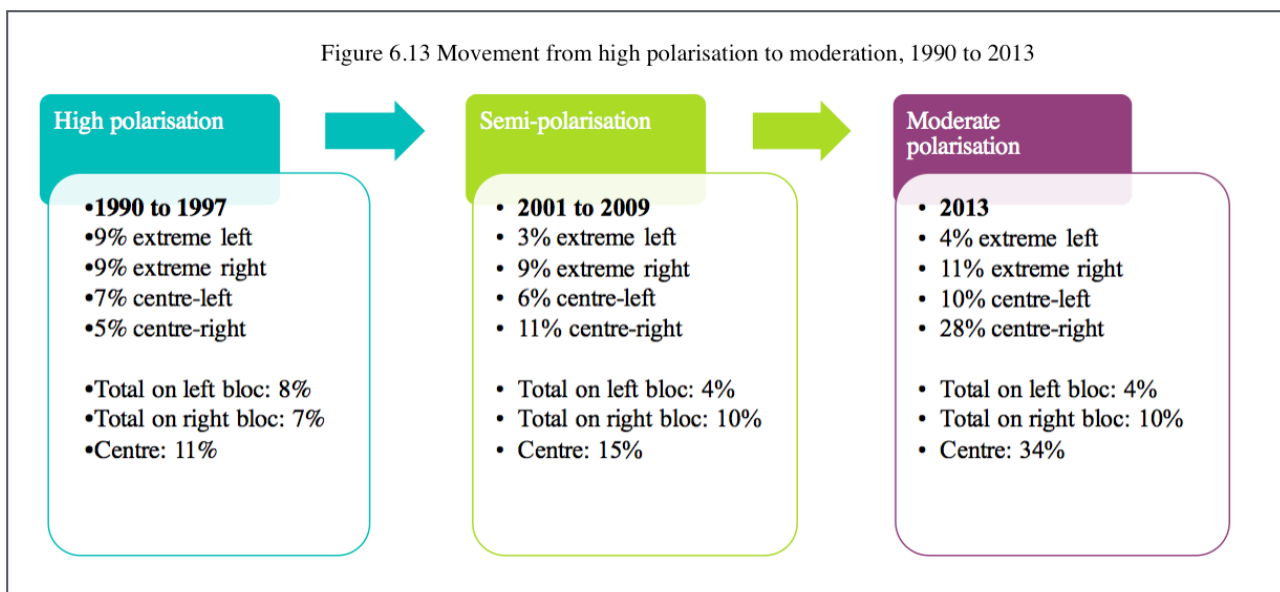 Figure 6.13 Movement from high polarisation to moderation, 1990 to 2013
High polarisation
•1990 to 1997
•9% extreme left
•9% extreme right
•7% centre-left
•5% centre-right
•Total on left bloc: 8%
•Total on right bloc: 7%
•Centre: 11%
Semi-polarisation
• 2001 to 2009
• 3% extreme left
• 9% extreme right
• 6% centre-left
• 11% centre-right
• Total on left bloc: 4%
• Total on right bloc: 10%
• Centre: 15%
Moderate
polarisation
• 2013
• 4% extreme left
• 11% extreme right
• 10% centre-left
• 28% centre-right
• Total on left bloc: 4%
• Total on right bloc: 10%
• Centre: 34%